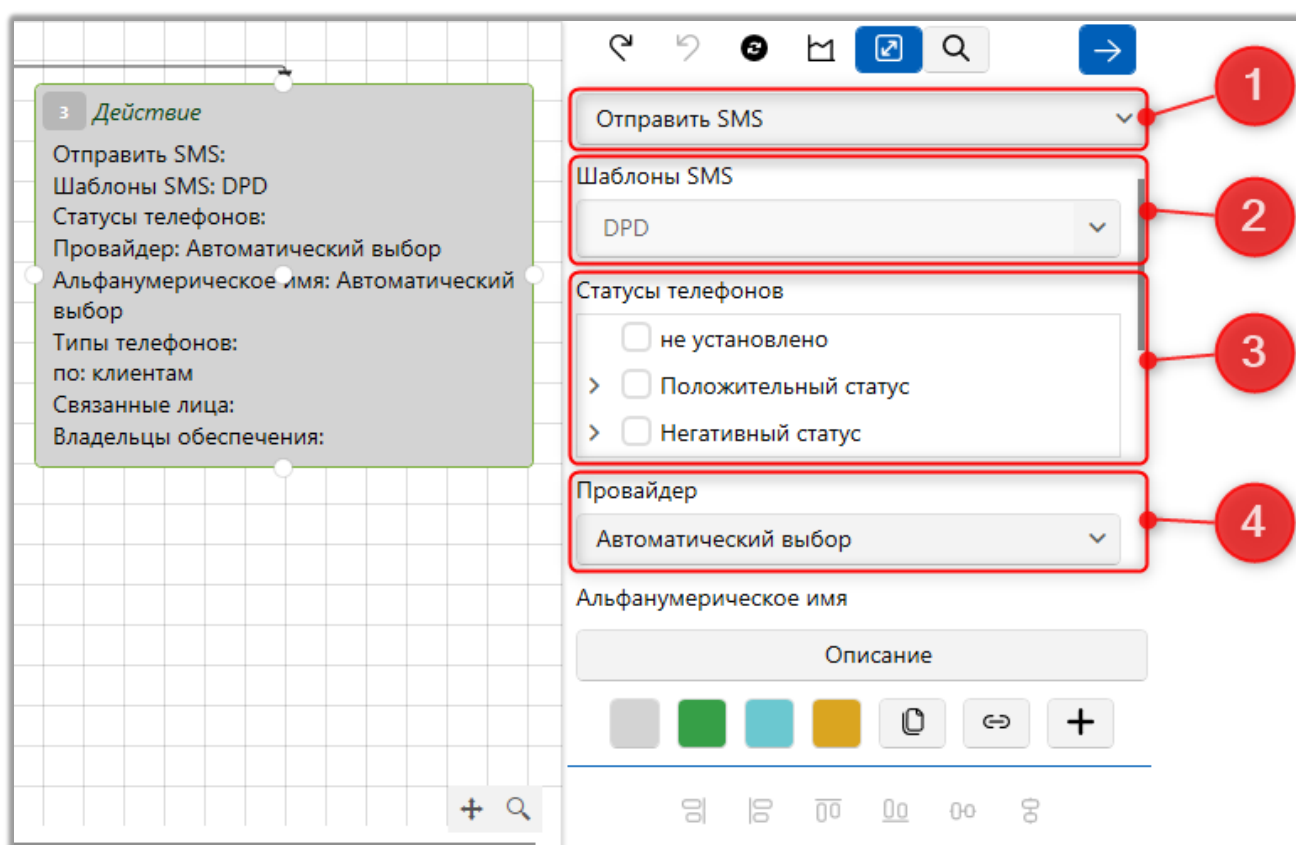 3 Действие
Отправить SMS:
Шаблоны SMS: DPD
Статусы телефонов:
Провайдер: Автоматический выбор
Альфанумерическое имя: Автоматический
выбор
Типы телефонов:
по: клиентам
Связанные лица:
Владельцы обеспечения:
Отправить SMS
1
Шаблоны SMS
DPD
2
Статусы телефонов
не установлено
Положительный статус
Негативный статус
3
Провайдер
Автоматический выбор
4
Альфанумерическое имя
Описание